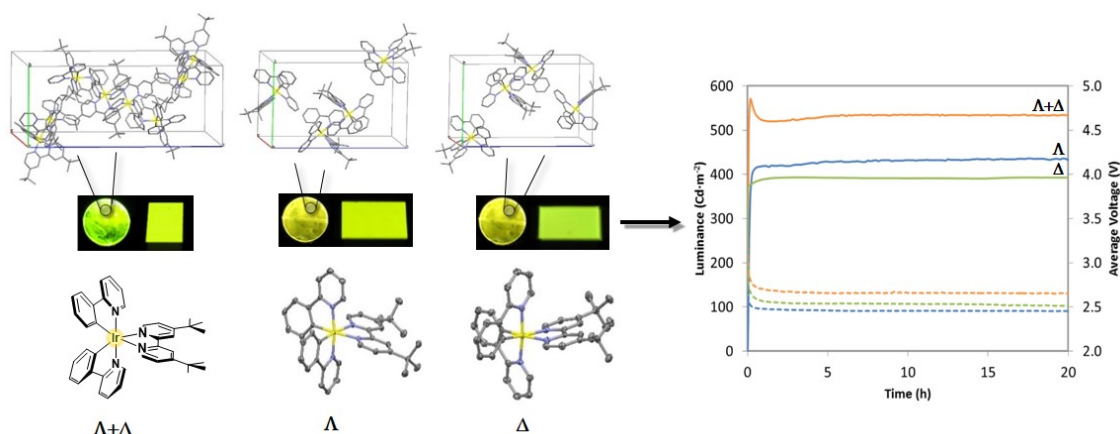 Ir
N
N
N
N
Λ+Δ
Λ
Δ
Luminance (Cd·m⁻²)
600
500
400
300
200
100
0
0
5
10
15
20
Time (h)
5.0
4.5
4.0
3.5
3.0
2.5
2.0
Average Voltage (V)
Λ+Δ
Λ
Δ